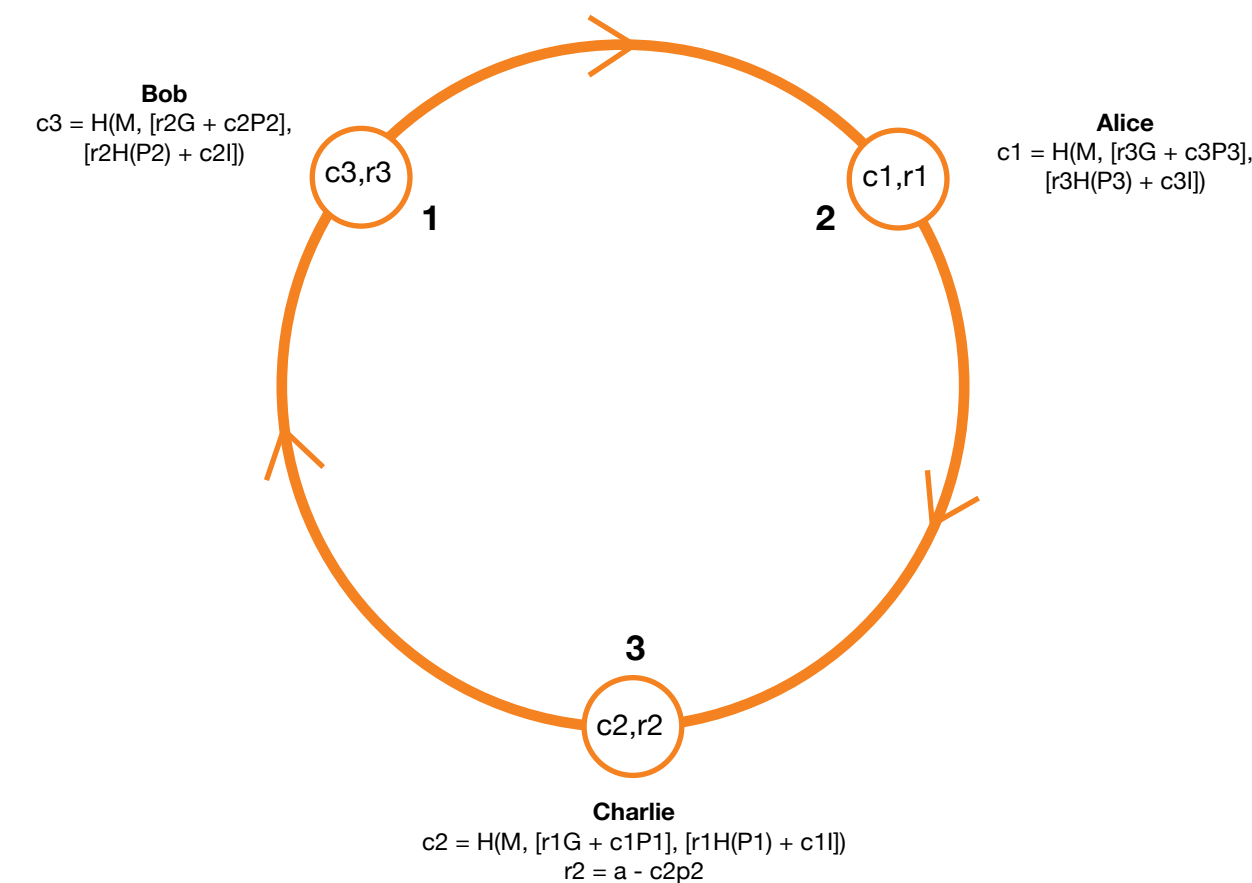 Bob
c3 = H(M, [r2G + c2P2],
[r2H(P2) + c2I])
c3,r3
1
Alice
c1 = H(M, [r3G + c3P3],
[r3H(P3) + c3I])
c1,r1
2
3
c2,r2
Charlie
c2 = H(M, [r1G + c1P1], [r1H(P1) + c1I])
r2 = a - c2p2